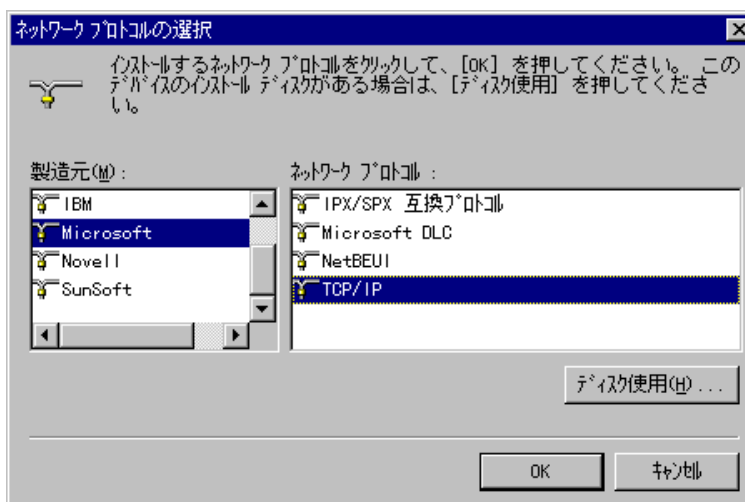 ネットワーク プロトコルの選択
インストールするネットワーク プロトコルをクリックして、[OK] を押してください。 この
デバイスのインストール ディスクがある場合は、[ディスク使用] を押してくださ
い。
製造元(M):
ネットワーク プロトコル :
IBM
Microsoft
Novell
SunSoft
IPX/SPX 互換プロトコル
Microsoft DLC
NetBEUI
TCP/IP
ディスク使用(H)...
OK
キャンセル